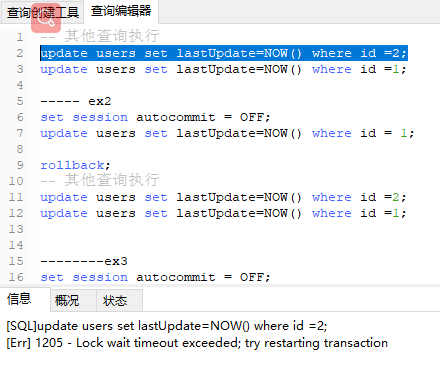 查询创建工具 查询编辑器
1 -- 其他查询执行
2 update users set lastUpdate=NOW() where id =2;
3 update users set lastUpdate=NOW() where id =1;
4
5 ----- ex2
6 set session autocommit = OFF;
7 update users set lastUpdate=NOW() where id = 1;
8
9 rollback;
10 -- 其他查询执行
11 update users set lastUpdate=NOW() where id =2;
12 update users set lastUpdate=NOW() where id =1;
13
14
15 --------ex3
16 set session autocommit = OFF;
信息 概况 状态
[SQL]update users set lastUpdate=NOW() where id =2;
[Err] 1205 - Lock wait timeout exceeded; try restarting transaction